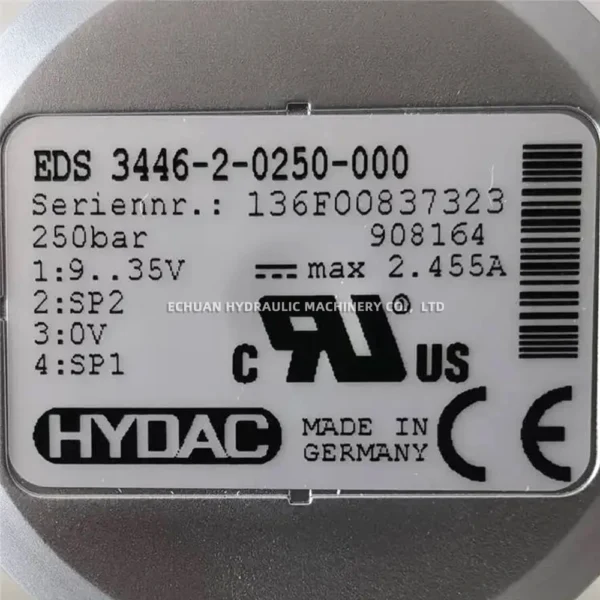 EDS 3446-2-0250-000
Seriennr.: 136F00837323
250bar 908164
1:9..35V ⎓ max 2.455A
2:SP2
ECHUAN HYDRAULIC MACHINERY CO., LTD
3:0V
4:SP1
c RU ® US
HYDAC
MADE IN
GERMANY
CE